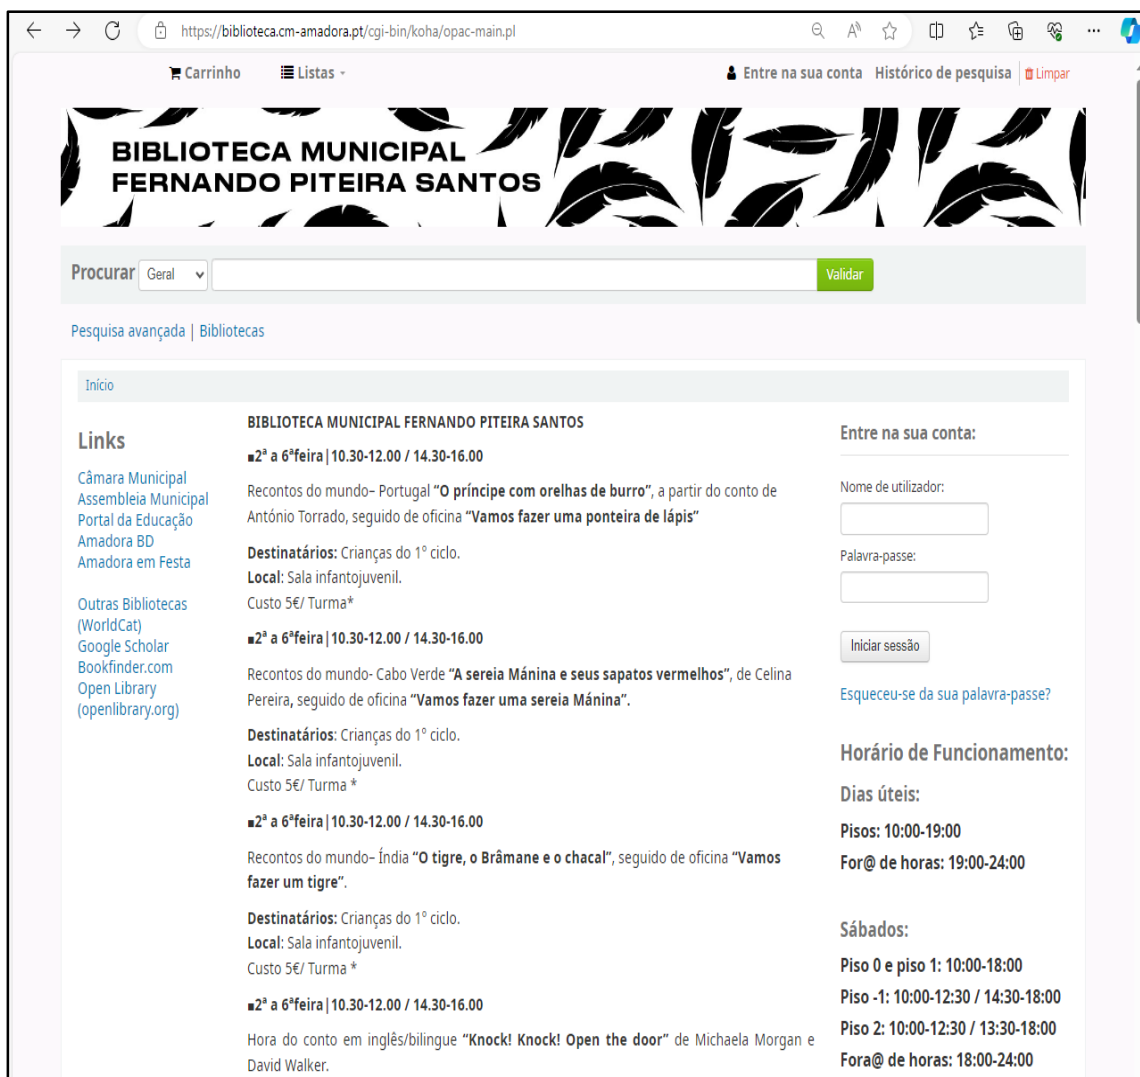 https://biblioteca.cm-amadora.pt/cgi-bin/koha/opac-main.pl
Carrinho
Listas
Entre na sua conta
Histórico de pesquisa
Limpar
BIBLIOTECA MUNICIPAL
FERNANDO PITEIRA SANTOS
Procurar
Geral
Validar
Pesquisa avançada | Bibliotecas
Início
Links
Câmara Municipal
Assembleia Municipal
Portal da Educação
Amadora BD
Amadora em Festa
Outras Bibliotecas
(WorldCat)
Google Scholar
Bookfinder.com
Open Library
(openlibrary.org)
BIBLIOTECA MUNICIPAL FERNANDO PITEIRA SANTOS
■2ª a 6ªfeira|10.30-12.00 / 14.30-16.00
Recontos do mundo– Portugal “O príncipe com orelhas de burro”, a partir do conto de
António Torrado, seguido de oficina “Vamos fazer uma ponteira de lápis”
Destinatários: Crianças do 1º ciclo.
Local: Sala infantojuvenil.
Custo 5€/ Turma*
■2ª a 6ªfeira|10.30-12.00 / 14.30-16.00
Recontos do mundo- Cabo Verde “A sereia Mánina e seus sapatos vermelhos”, de Celina
Pereira, seguido de oficina “Vamos fazer uma sereia Mánina”.
Destinatários: Crianças do 1º ciclo.
Local: Sala infantojuvenil.
Custo 5€/ Turma *
■2ª a 6ªfeira|10.30-12.00 / 14.30-16.00
Recontos do mundo– Índia “O tigre, o Brâmane e o chacal”, seguido de oficina “Vamos
fazer um tigre”.
Destinatários: Crianças do 1º ciclo.
Local: Sala infantojuvenil.
Custo 5€/ Turma *
■2ª a 6ªfeira|10.30-12.00 / 14.30-16.00
Hora do conto em inglês/bilingue “Knock! Knock! Open the door” de Michaela Morgan e
David Walker.
Entre na sua conta:
Nome de utilizador:
Palavra-passe:
Iniciar sessão
Esqueceu-se da sua palavra-passe?
Horário de Funcionamento:
Dias úteis:
Pisos: 10:00-19:00
For@ de horas: 19:00-24:00
Sábados:
Piso 0 e piso 1: 10:00-18:00
Piso -1: 10:00-12:30 / 14:30-18:00
Piso 2: 10:00-12:30 / 13:30-18:00
Fora@ de horas: 18:00-24:00